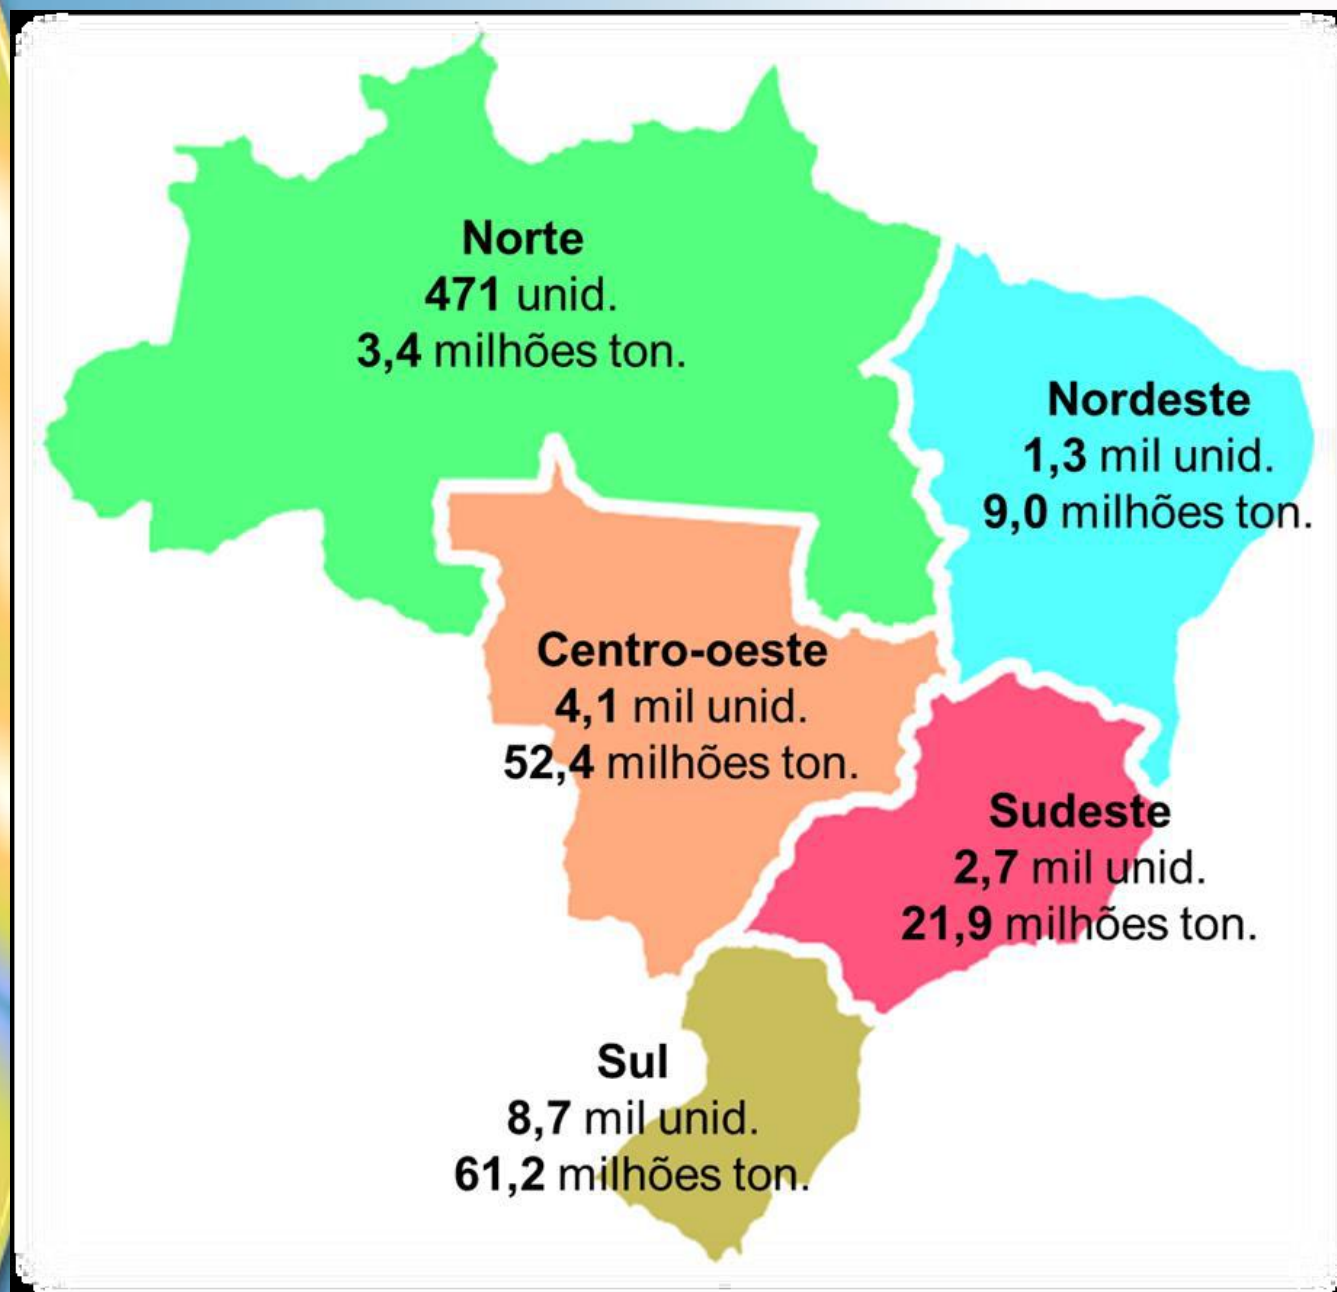 Norte
471 unid.
3,4 milhões ton.
Nordeste
1,3 mil unid.
9,0 milhões ton.
Centro-oeste
4,1 mil unid.
52,4 milhões ton.
Sudeste
2,7 mil unid.
21,9 milhões ton.
Sul
8,7 mil unid.
61,2 milhões ton.